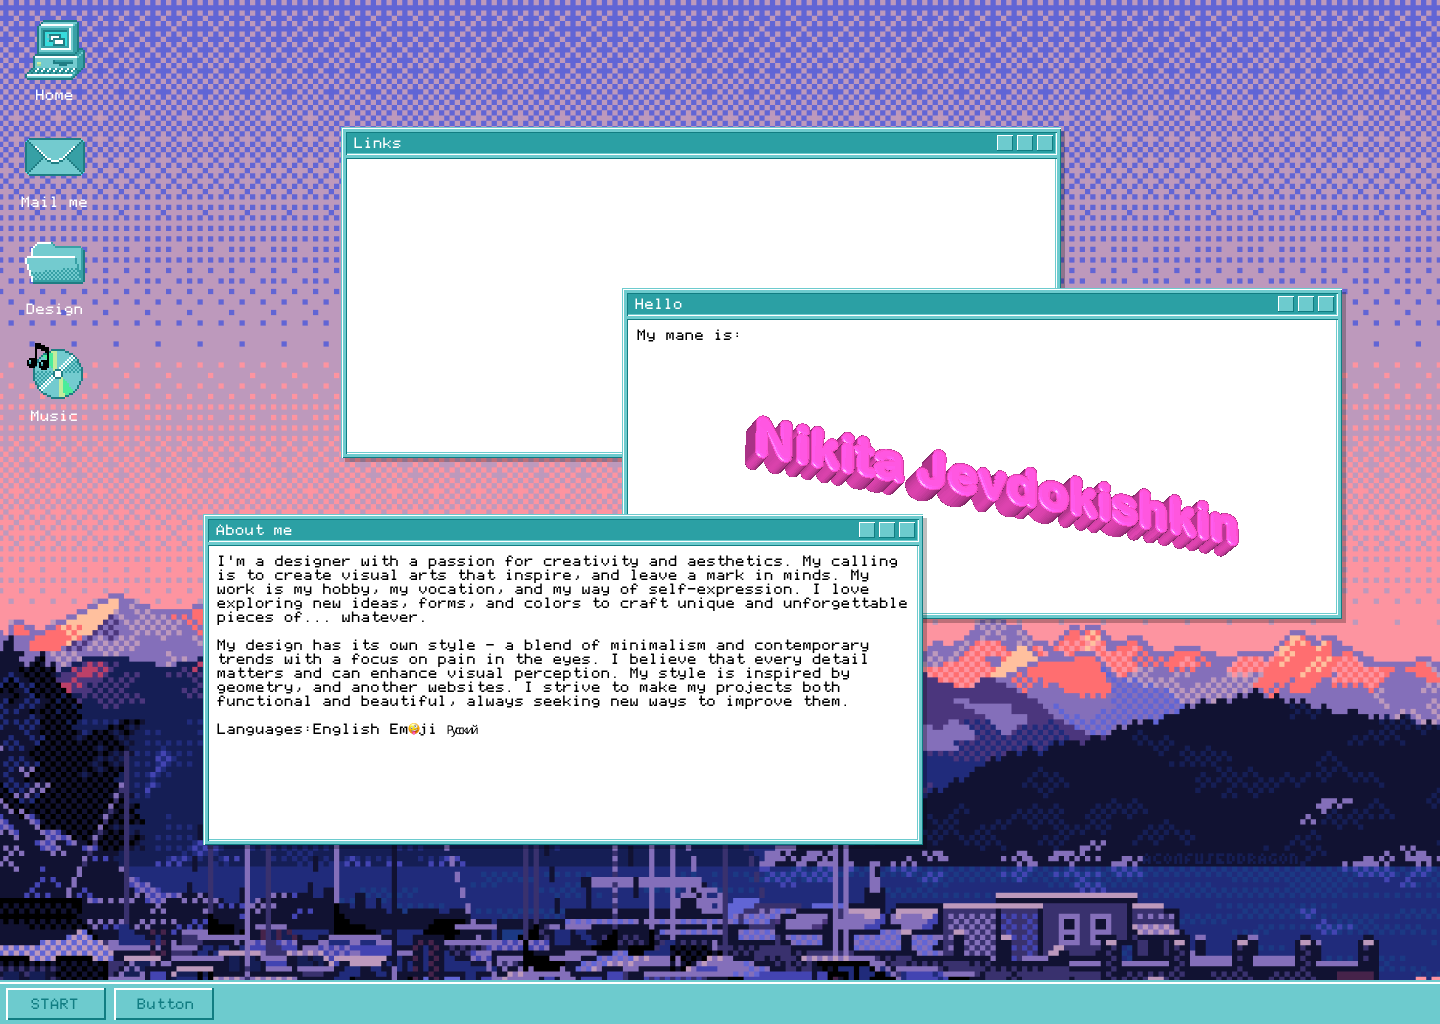 Home
Mail me
Design
Music
Links
Hello
My mane is:
Nikita Jevdokishkin
About me
I'm a designer with a passion for creativity and aesthetics. My calling
is to create visual arts that inspire, and leave a mark in minds. My
work is my hobby, my vocation, and my way of self-expression. I love
exploring new ideas, forms, and colors to craft unique and unforgettable
pieces of... whatever.
My design has its own style - a blend of minimalism and contemporary
trends with a focus on pain in the eyes. I believe that every detail
matters and can enhance visual perception. My style is inspired by
geometry, and another websites. I strive to make my projects both
functional and beautiful, always seeking new ways to improve them.
Languages:English Em🤪ji Русский
@CONFUSEDDRAGON
START
Button